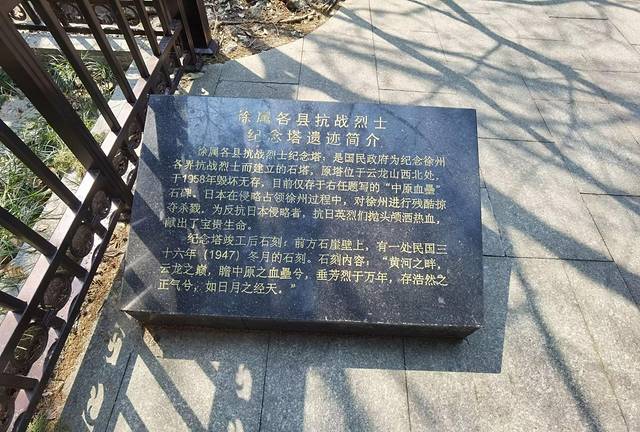 徐属各县抗战烈士
纪念塔遗迹简介
徐属各县抗战烈士纪念塔，是国民政府为纪念徐州
各界抗战烈士而建立的石塔，原塔位于云龙山西北处，
于1958年毁坏无存，目前仅存于右任题写的“中原血壘”
石碑。日本在侵略占领徐州过程中，对徐州进行残酷掠
夺杀戮。为反抗日本侵略者，抗日英烈们抛头颅洒热血，
献出了宝贵生命。
纪念塔竣工后石刻：前方石崖壁上，有一处民国三
十六年（1947）冬月的石刻。石刻内容：“黄河之畔，
云龙之巅，瞻中原之血壘兮，垂芳烈于万年，存浩然之
正气兮，如日月之经天。”